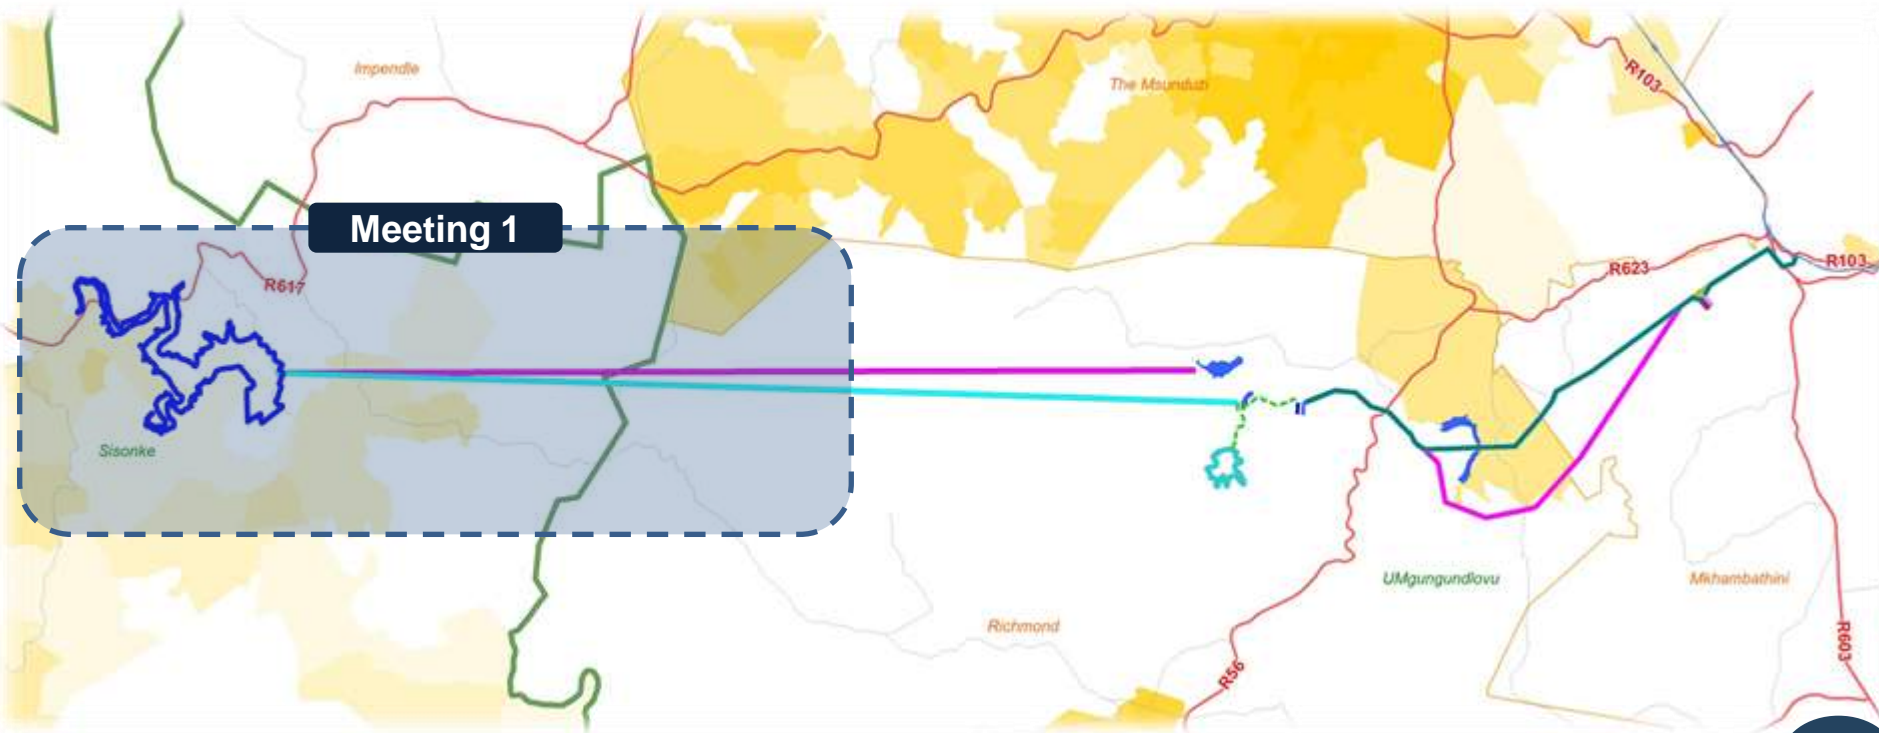 Impendle
The Msunduzi
R103
Meeting 1
R617
R623
R103
Sisonke
UMgungundlovu
Mkhambathini
Richmond
R603
R56